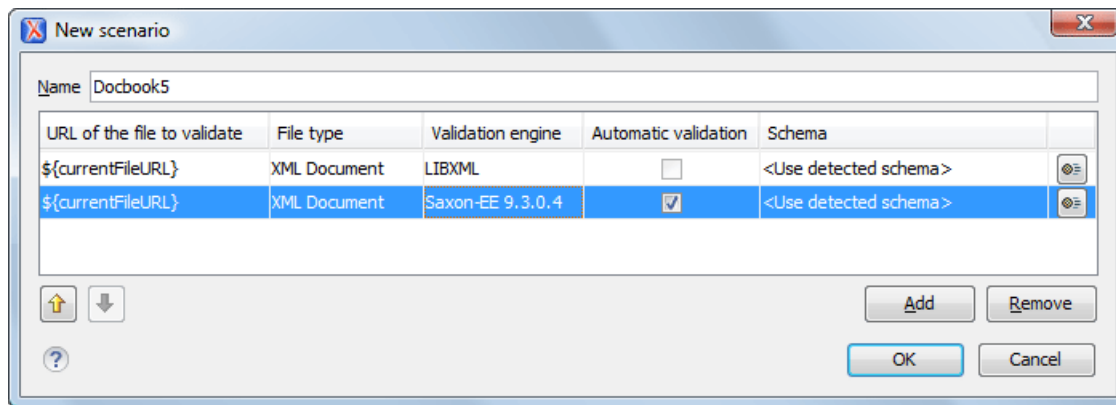 New scenario
Name Docbook5
URL of the file to validate File type Validation engine Automatic validation Schema
${currentFileURL} XML Document LIBXML <Use detected schema>
${currentFileURL} XML Document Saxon-EE 9.3.0.4 <Use detected schema>
Add Remove
? OK Cancel